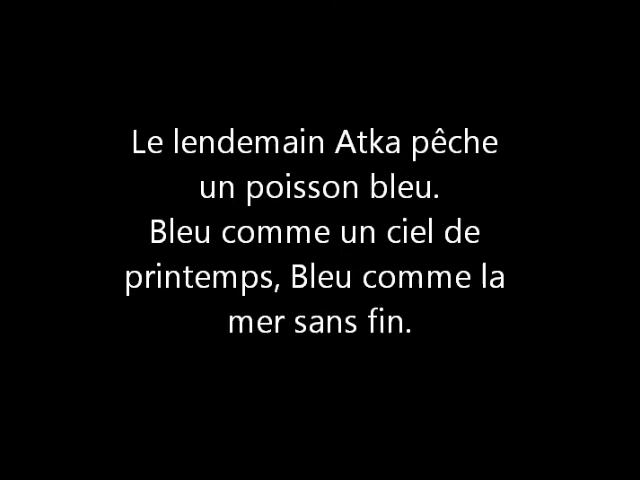 Le lendemain Atka pêche
un poisson bleu.
Bleu comme un ciel de
printemps, Bleu comme la
mer sans fin.